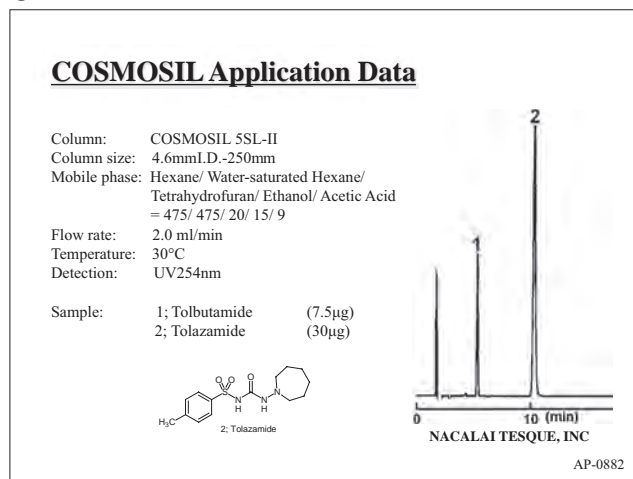 COSMOSIL Application Data
Column: COSMOSIL 5SL-II
Column size: 4.6mmI.D.-250mm
Mobile phase: Hexane/ Water-saturated Hexane/
Tetrahydrofuran/ Ethanol/ Acetic Acid
= 475/ 475/ 20/ 15/ 9
Flow rate: 2.0 ml/min
Temperature: 30°C
Detection: UV254nm
Sample: 1; Tolbutamide (7.5μg)
2; Tolazamide (30μg)
O O
S
N
H
O
N
H
N
H₃C
2; Tolazamide
2
1
0 10 (min)
NACALAI TESQUE, INC
AP-0882